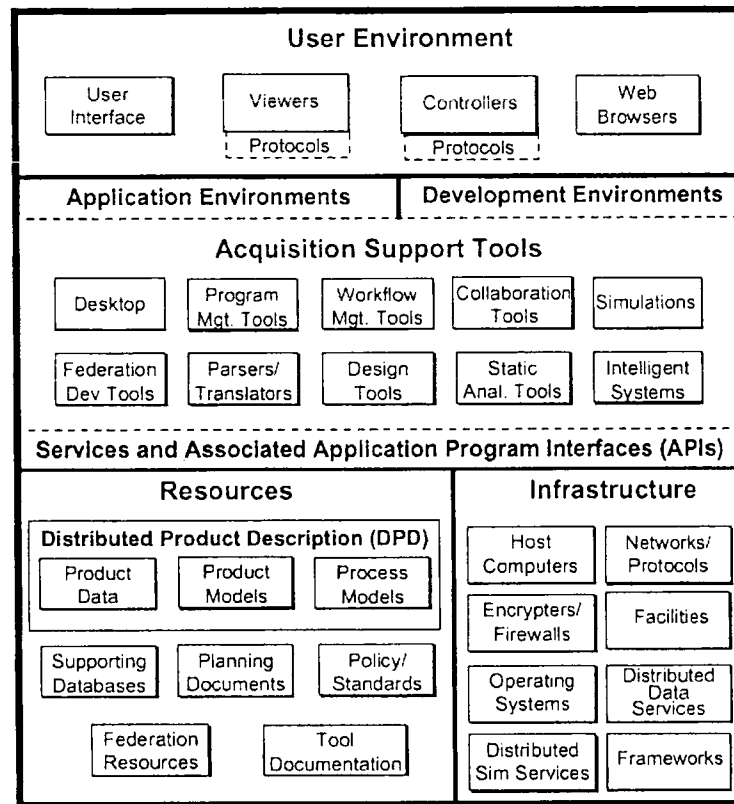 User Environment
User
Interface
Viewers
Protocols
Controllers
Protocols
Web
Browsers
Application Environments
Development Environments
Acquisition Support Tools
Desktop
Program
Mgt. Tools
Workflow
Mgt. Tools
Collaboration
Tools
Simulations
Federation
Dev Tools
Parsers/
Translators
Design
Tools
Static
Anal. Tools
Intelligent
Systems
Services and Associated Application Program Interfaces (APIs)
Resources
Distributed Product Description (DPD)
Product
Data
Product
Models
Process
Models
Supporting
Databases
Planning
Documents
Policy/
Standards
Federation
Resources
Tool
Documentation
Infrastructure
Host
Computers
Networks/
Protocols
Encrypters/
Firewalls
Facilities
Operating
Systems
Distributed
Data
Services
Distributed
Sim Services
Frameworks